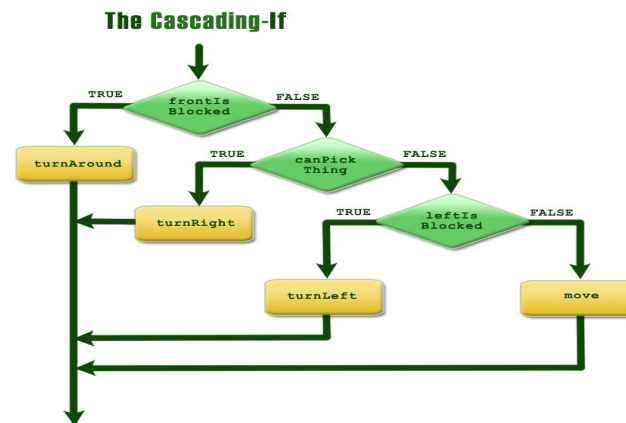 The Cascading-If
TRUE
frontIs
Blocked
FALSE
turnAround
TRUE
canPick
Thing
FALSE
turnRight
TRUE
leftIs
Blocked
FALSE
turnLeft
move